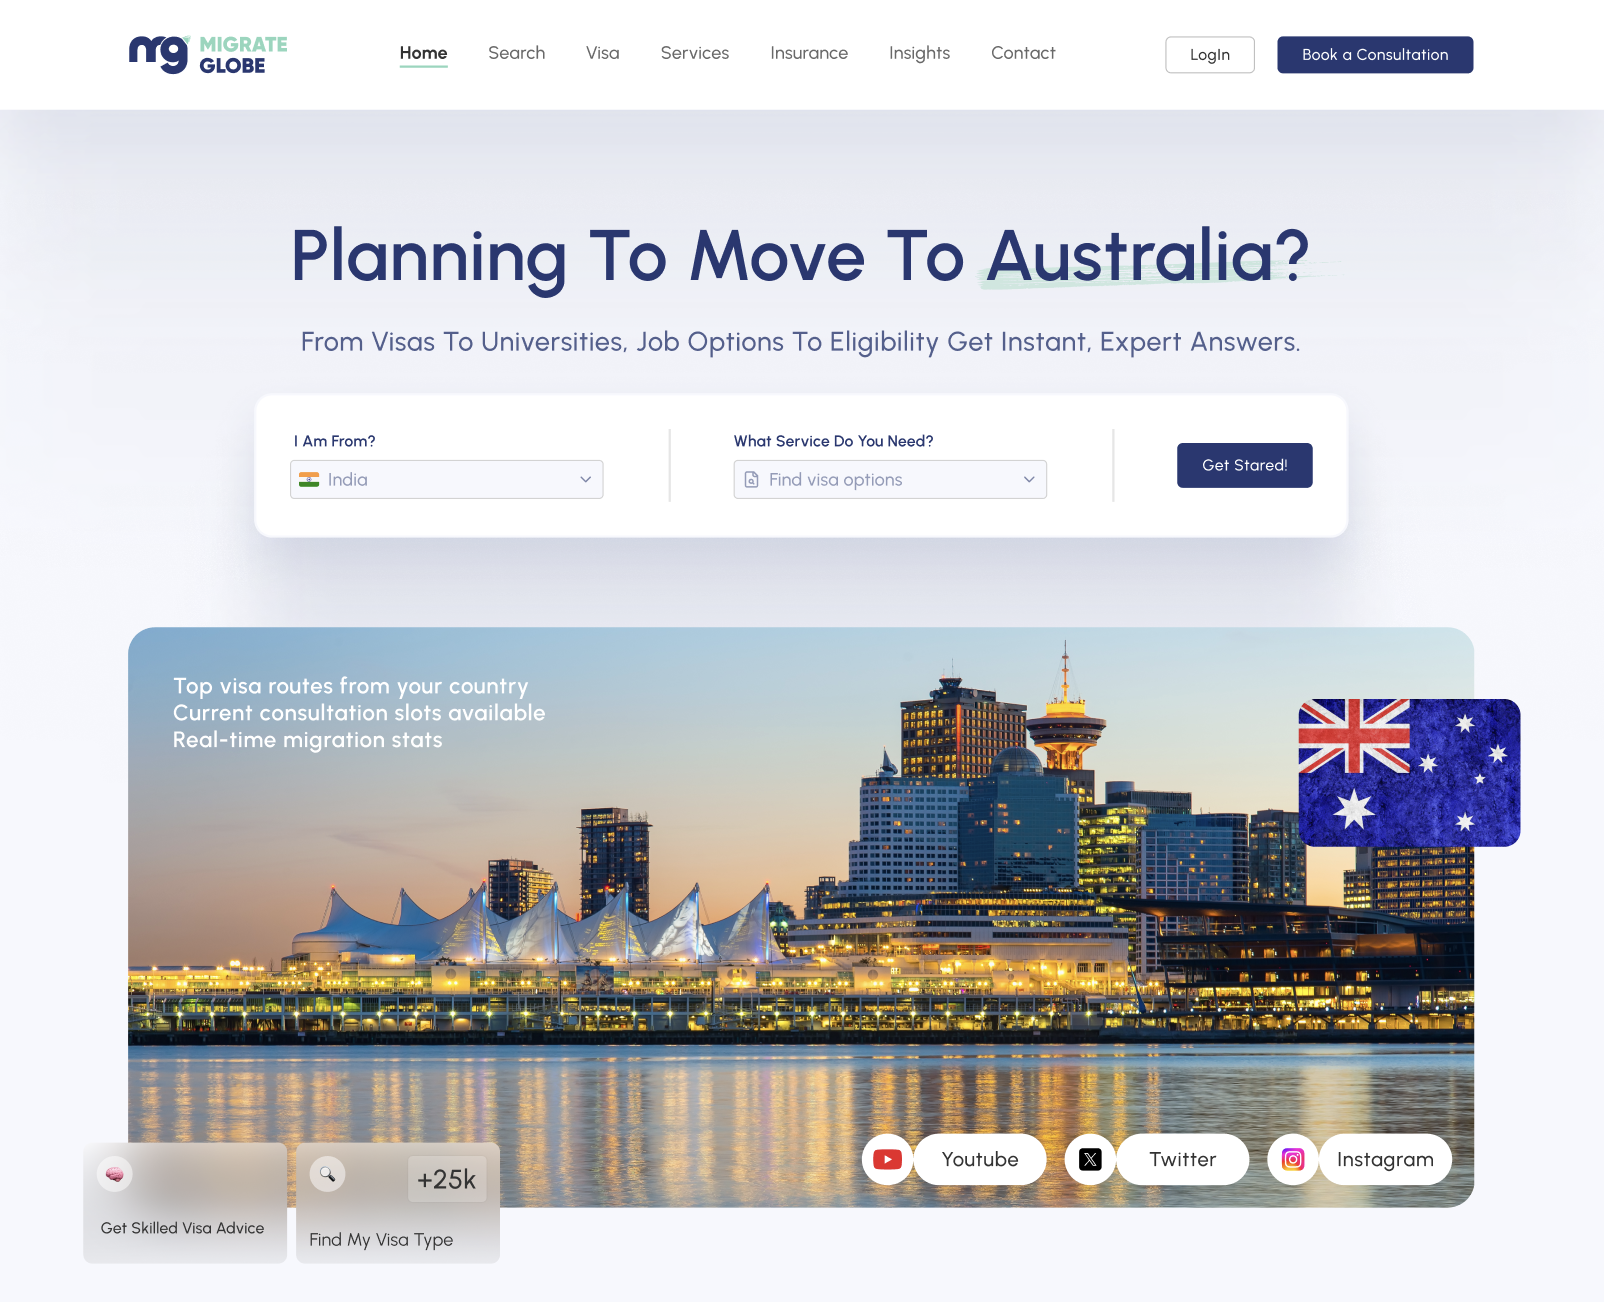 mg MIGRATE
GLOBE
Home Search Visa Services Insurance Insights Contact
LogIn
Book a Consultation
Planning To Move To Australia?
From Visas To Universities, Job Options To Eligibility Get Instant, Expert Answers.
I Am From?
India
What Service Do You Need?
Find visa options
Get Stared!
Top visa routes from your country
Current consultation slots available
Real-time migration stats
Youtube
Twitter
Instagram
Get Skilled Visa Advice
+25k
Find My Visa Type